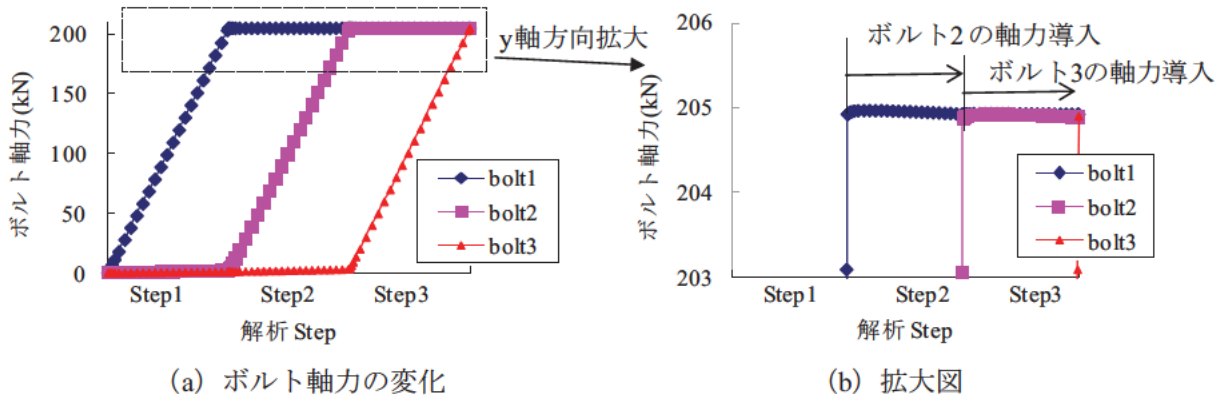 200
150
100
50
0
ボルト軸力(kN)
bolt1
bolt2
bolt3
Step1
Step2
Step3
解析 Step
(a) ボルト軸力の変化
y軸方向拡大
206
205
204
203
ボルト軸力(kN)
ボルト2の軸力導入
ボルト3の軸力導入
bolt1
bolt2
bolt3
Step1
Step2
Step3
解析 Step
(b) 拡大図